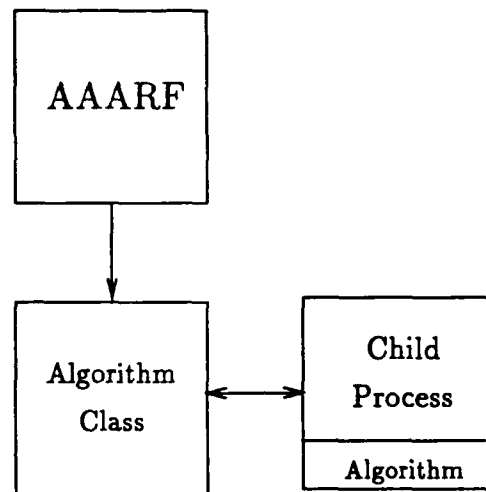 AAARF
Algorithm
Class
Child
Process
Algorithm